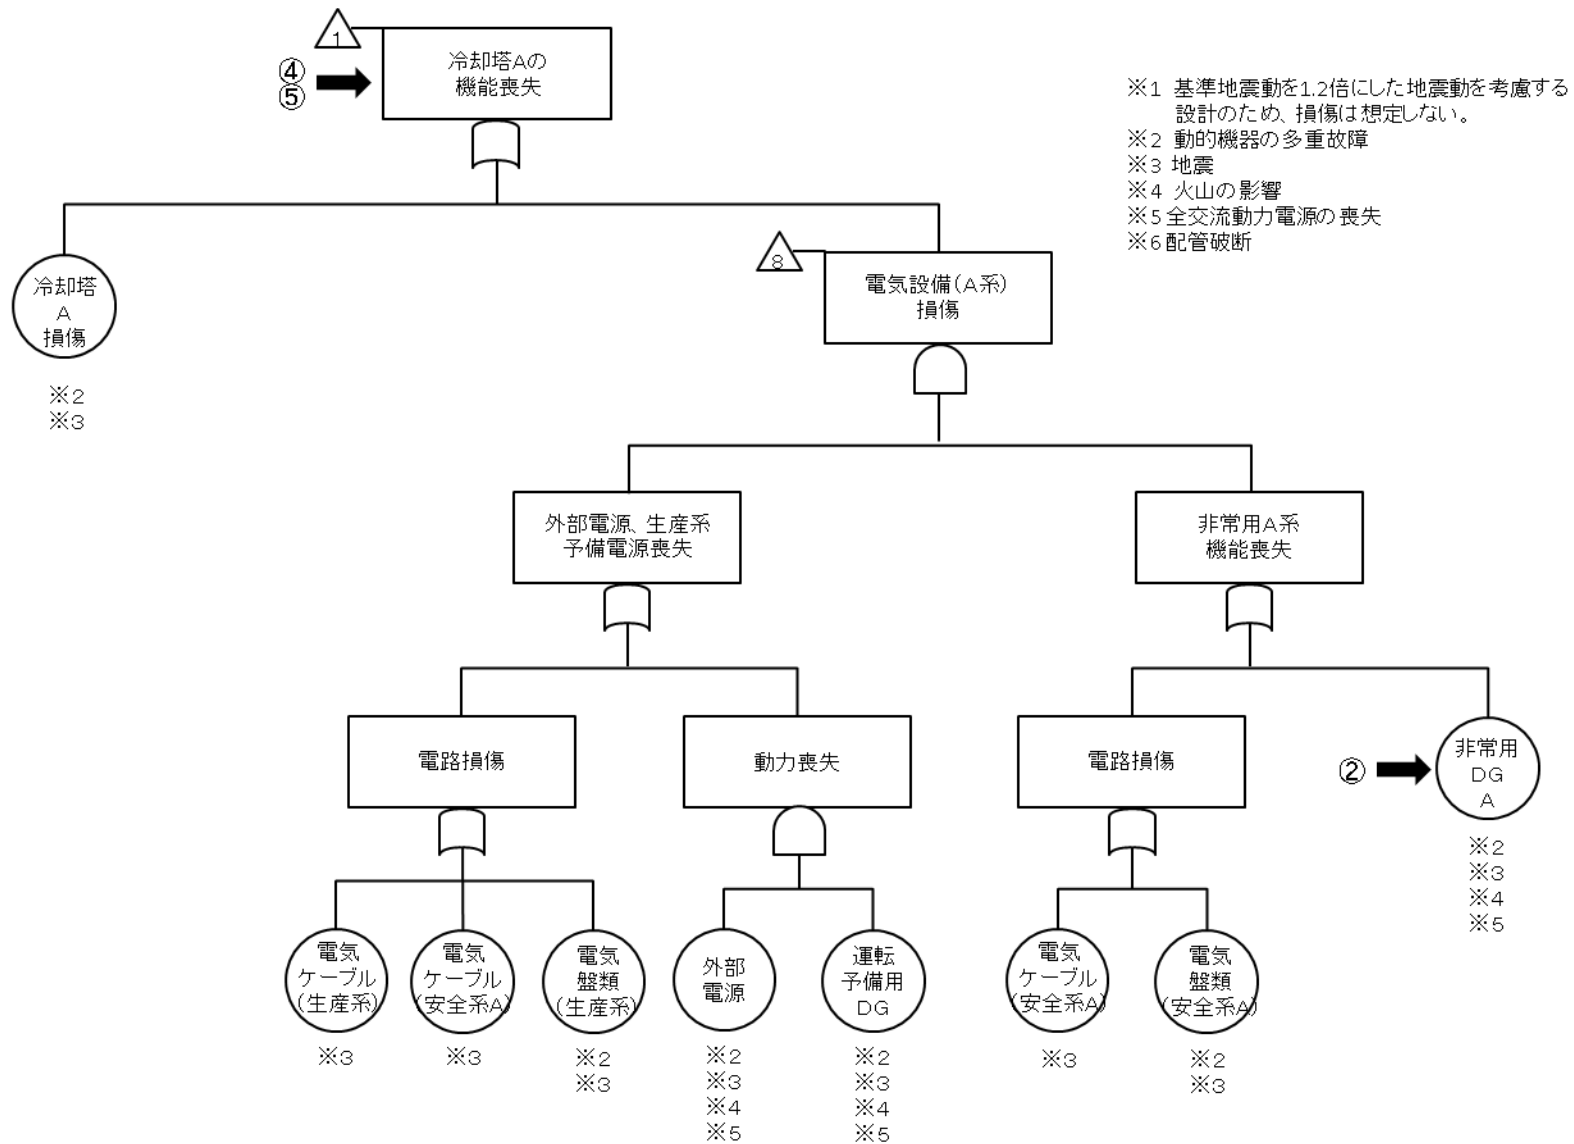 1
冷却塔Aの
機能喪失
④
⑤
※1 基準地震動を1.2倍にした地震動を考慮する
設計のため、損傷は想定しない。
※2 動的機器の多重故障
※3 地震
※4 火山の影響
※5 全交流動力電源の喪失
※6 配管破断
冷却塔
A
損傷
※2
※3
8
電気設備(A系)
損傷
外部電源、生産系
予備電源喪失
非常用A系
機能喪失
電路損傷
動力喪失
電路損傷
②
非常用
DG
A
※2
※3
※4
※5
電気
ケーブル
(生産系)
※3
電気
ケーブル
(安全系A)
※3
電気
盤類
(生産系)
※2
※3
外部
電源
※2
※3
※4
※5
運転
予備用
DG
※2
※3
※4
※5
電気
ケーブル
(安全系A)
※3
電気
盤類
(安全系A)
※2
※3